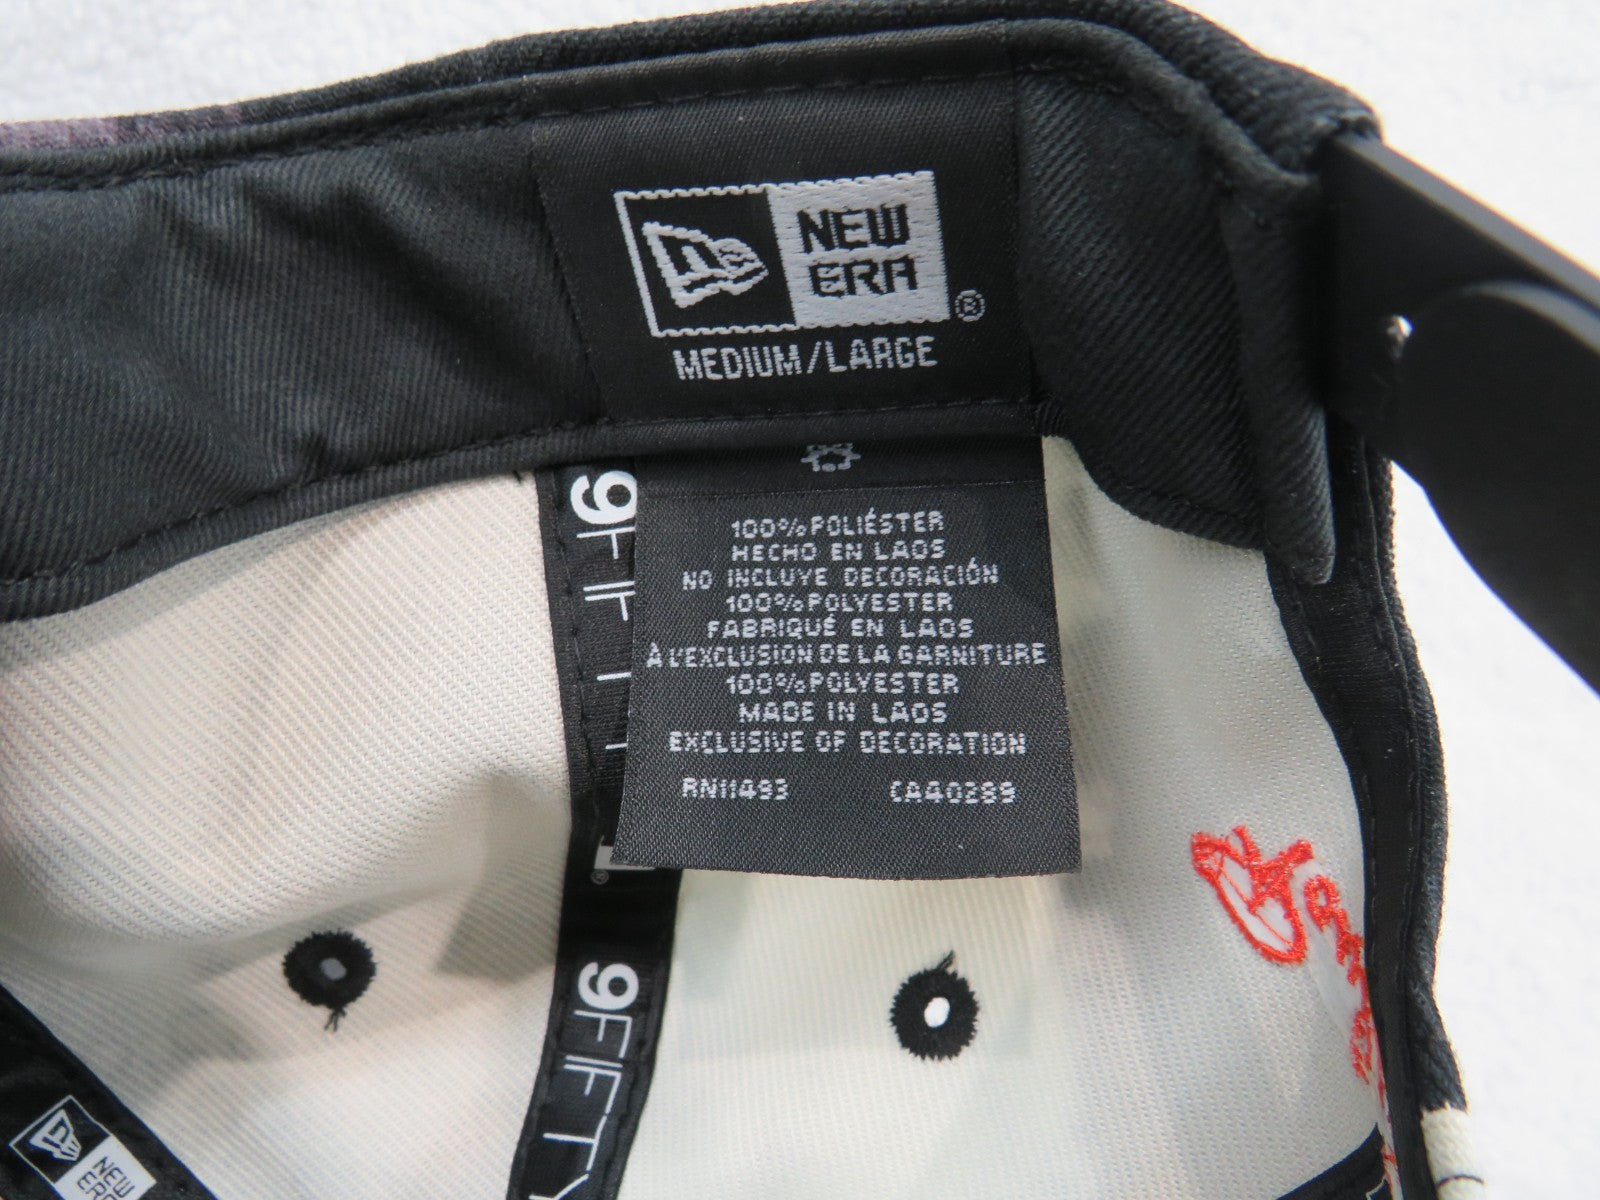 NEW
ERA
®
MEDIUM/LARGE
100% POLIÉSTER
HECHO EN LAOS
NO INCLUYE DECORACIÓN
100% POLYESTER
FABRIQUÉ EN LAOS
À L'EXCLUSION DE LA GARNITURE
100% POLYESTER
MADE IN LAOS
EXCLUSIVE OF DECORATION
RN11493 CA40289
9FIF
9FIFTY
NEW
ERA